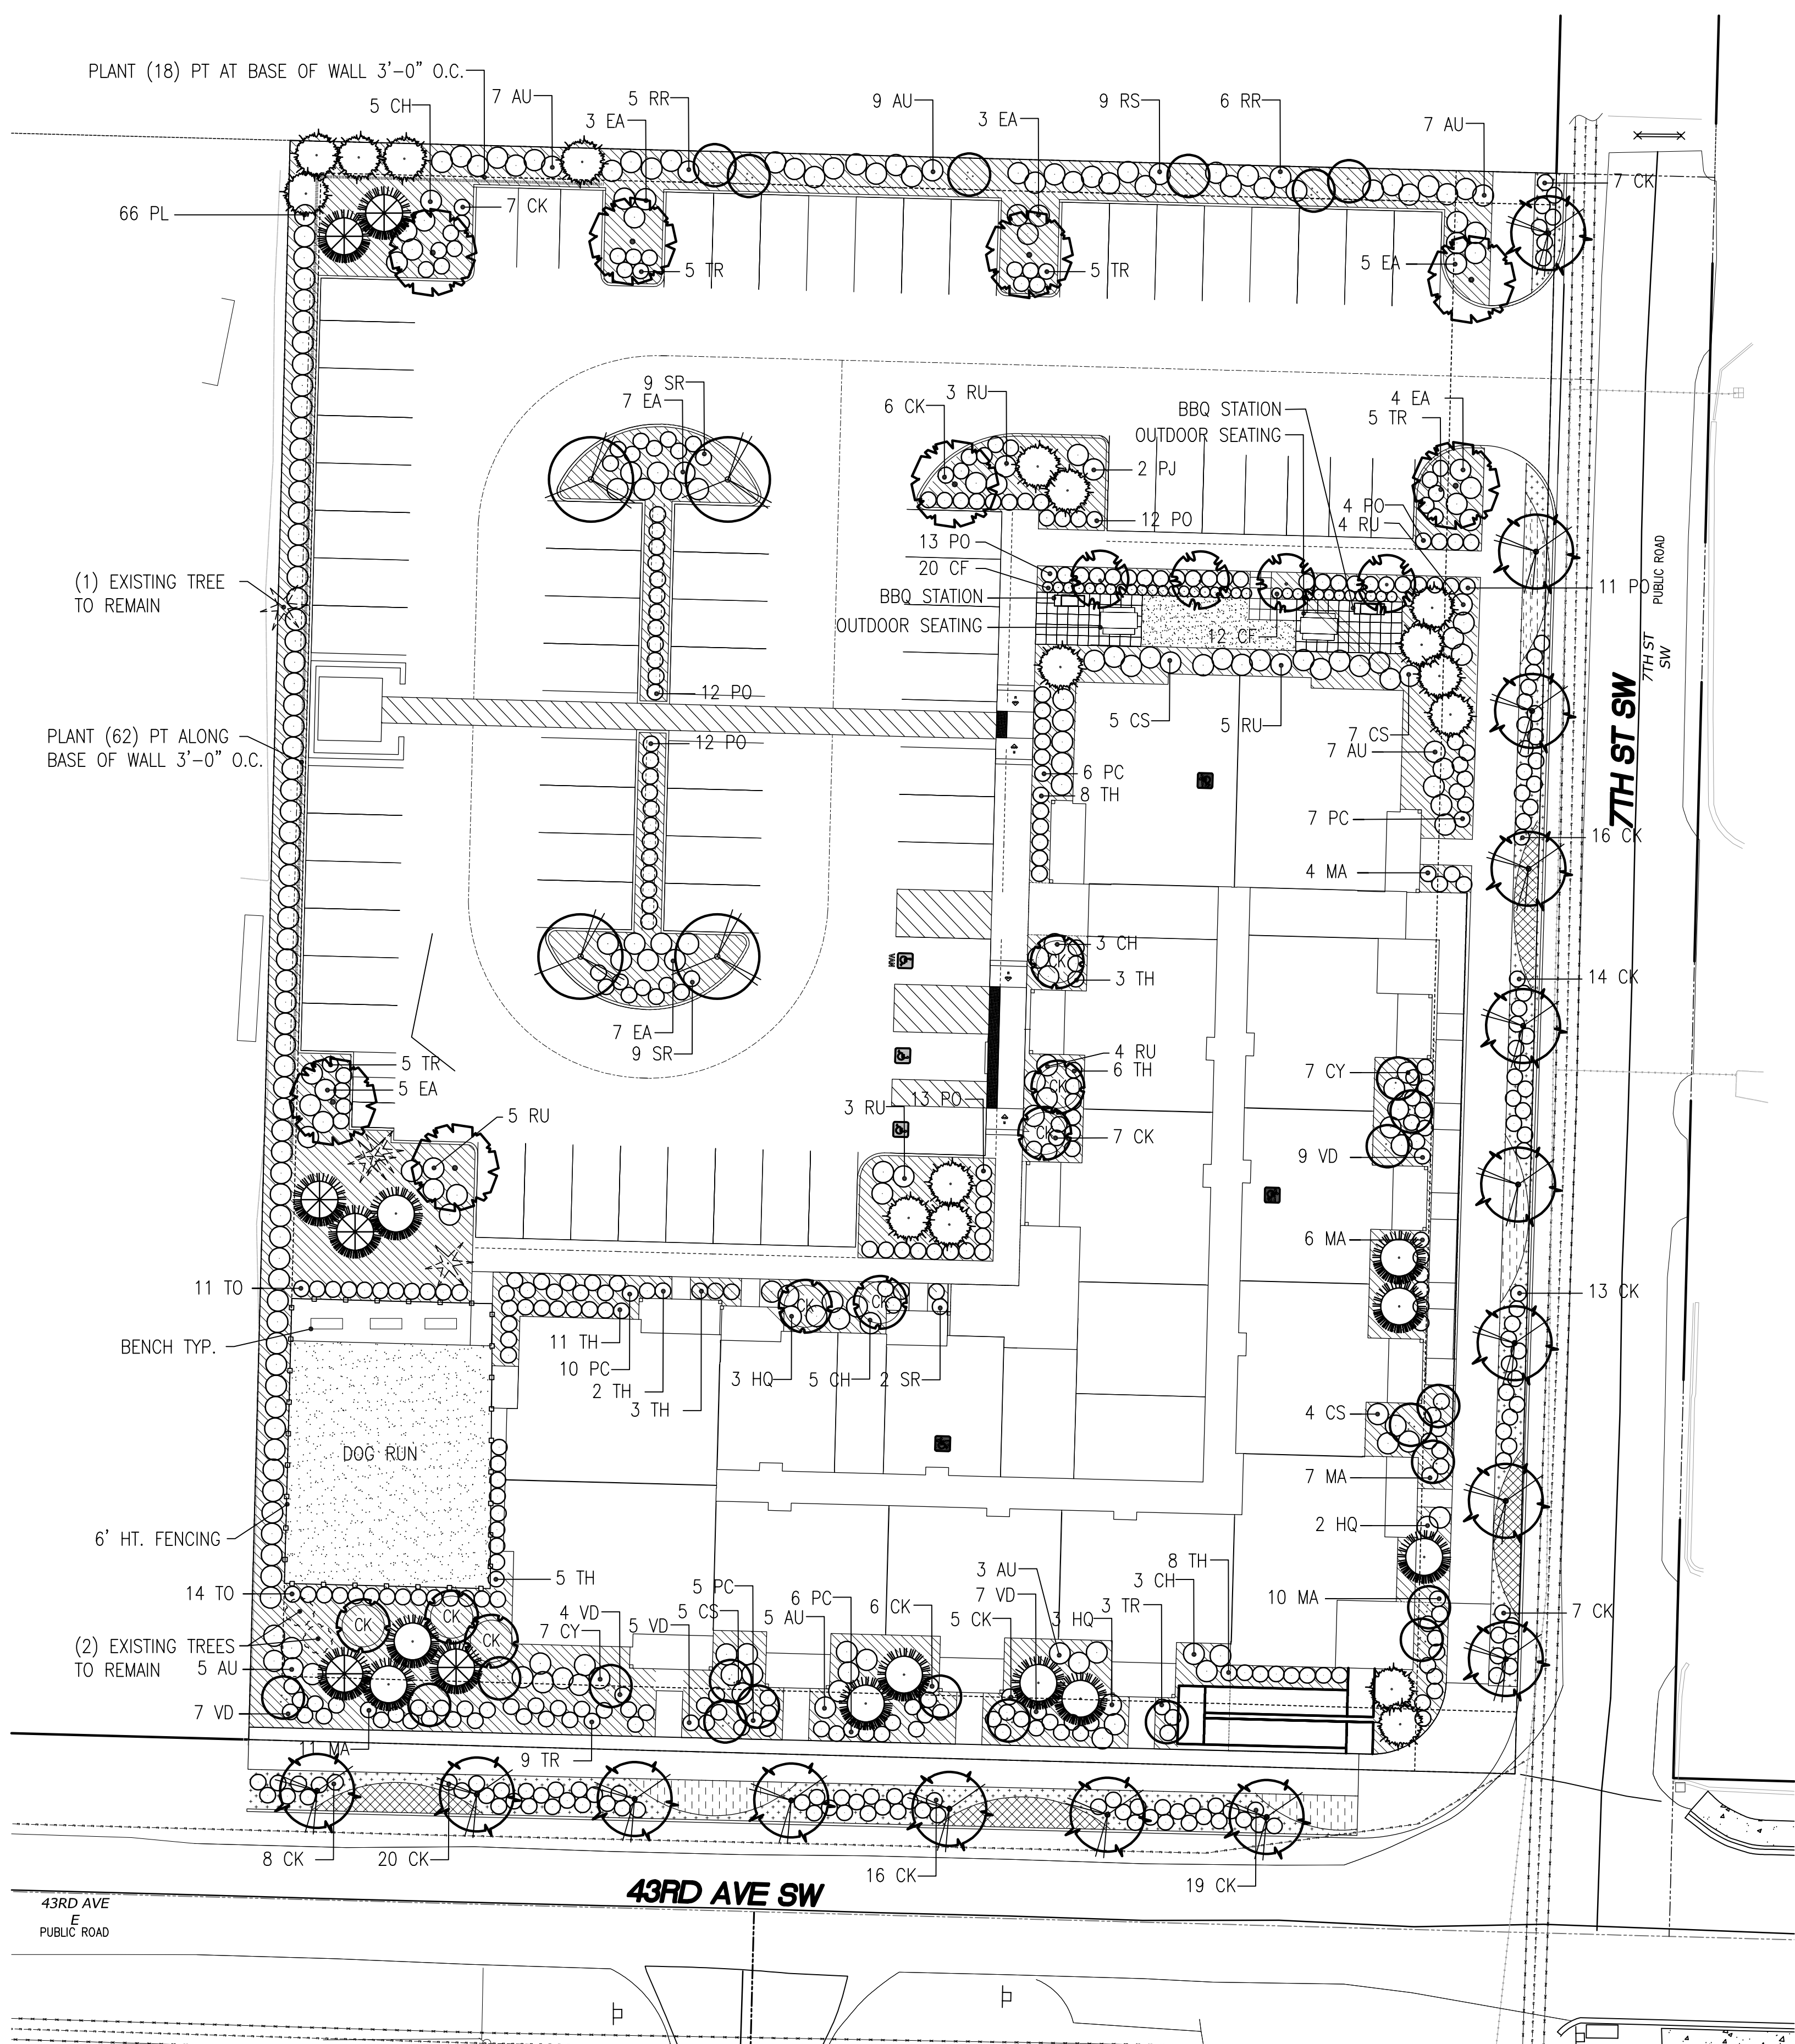 PLANT (18) PT AT BASE OF WALL 3'-0" O.C.
5 CH
7 AU
5 RR
3 EA
9 AU
3 EA
9 RS
6 RR
7 AU
7 CK
66 PL
7 CK
5 TR
5 TR
5 EA
9 SR
7 EA
3 RU
6 CK
BBQ STATION
OUTDOOR SEATING
4 EA
5 TR
2 PJ
12 PO
4 PO
4 RU
13 PO
20 CF
BBQ STATION
OUTDOOR SEATING
12 CF
11 PO
PUBLIC ROAD
7TH ST
SW
7TH ST SW
(1) EXISTING TREE
TO REMAIN
12 PO
5 CS
5 RU
7 CS
7 AU
PLANT (62) PT ALONG
BASE OF WALL 3'-0" O.C.
12 PO
6 PC
8 TH
7 PC
16 CK
4 MA
3 CH
CK
3 TH
VAN
14 CK
7 EA
9 SR
5 TR
5 EA
4 RU
6 TH
CK
7 CY
3 RU
13 PO
5 RU
CK
7 CK
9 VD
6 MA
11 TO
13 CK
CK
CK
BENCH TYP.
11 TH
10 PC
2 TH
3 TH
3 HQ
5 CH
2 SR
4 CS
DOG RUN
7 MA
6' HT. FENCING
2 HQ
14 TO
5 TH
5 PC
5 CS
6 PC
5 AU
6 CK
3 AU
7 VD
5 CK
3 HQ
8 TH
3 CH
3 TR
10 MA
7 CK
CK
CK
CK
4 VD
7 CY
5 VD
(2) EXISTING TREES
TO REMAIN
5 AU
7 VD
11 MA
9 TR
8 CK
20 CK
16 CK
19 CK
43RD AVE SW
43RD AVE
E
PUBLIC ROAD